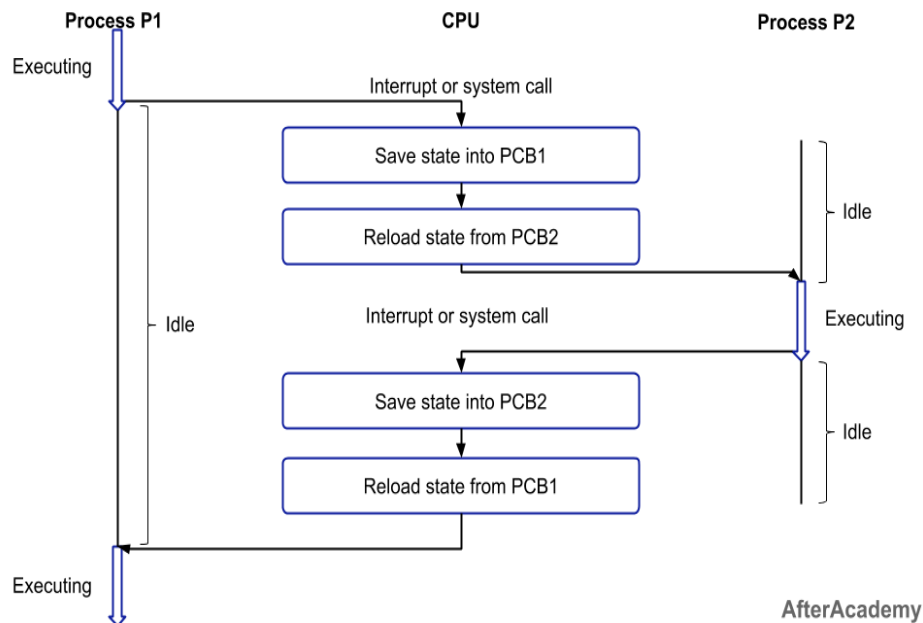 Process P1
CPU
Process P2
Executing
Interrupt or system call
Save state into PCB1
Idle
Reload state from PCB2
Idle
Interrupt or system call
Executing
Save state into PCB2
Idle
Reload state from PCB1
Executing
AfterAcademy